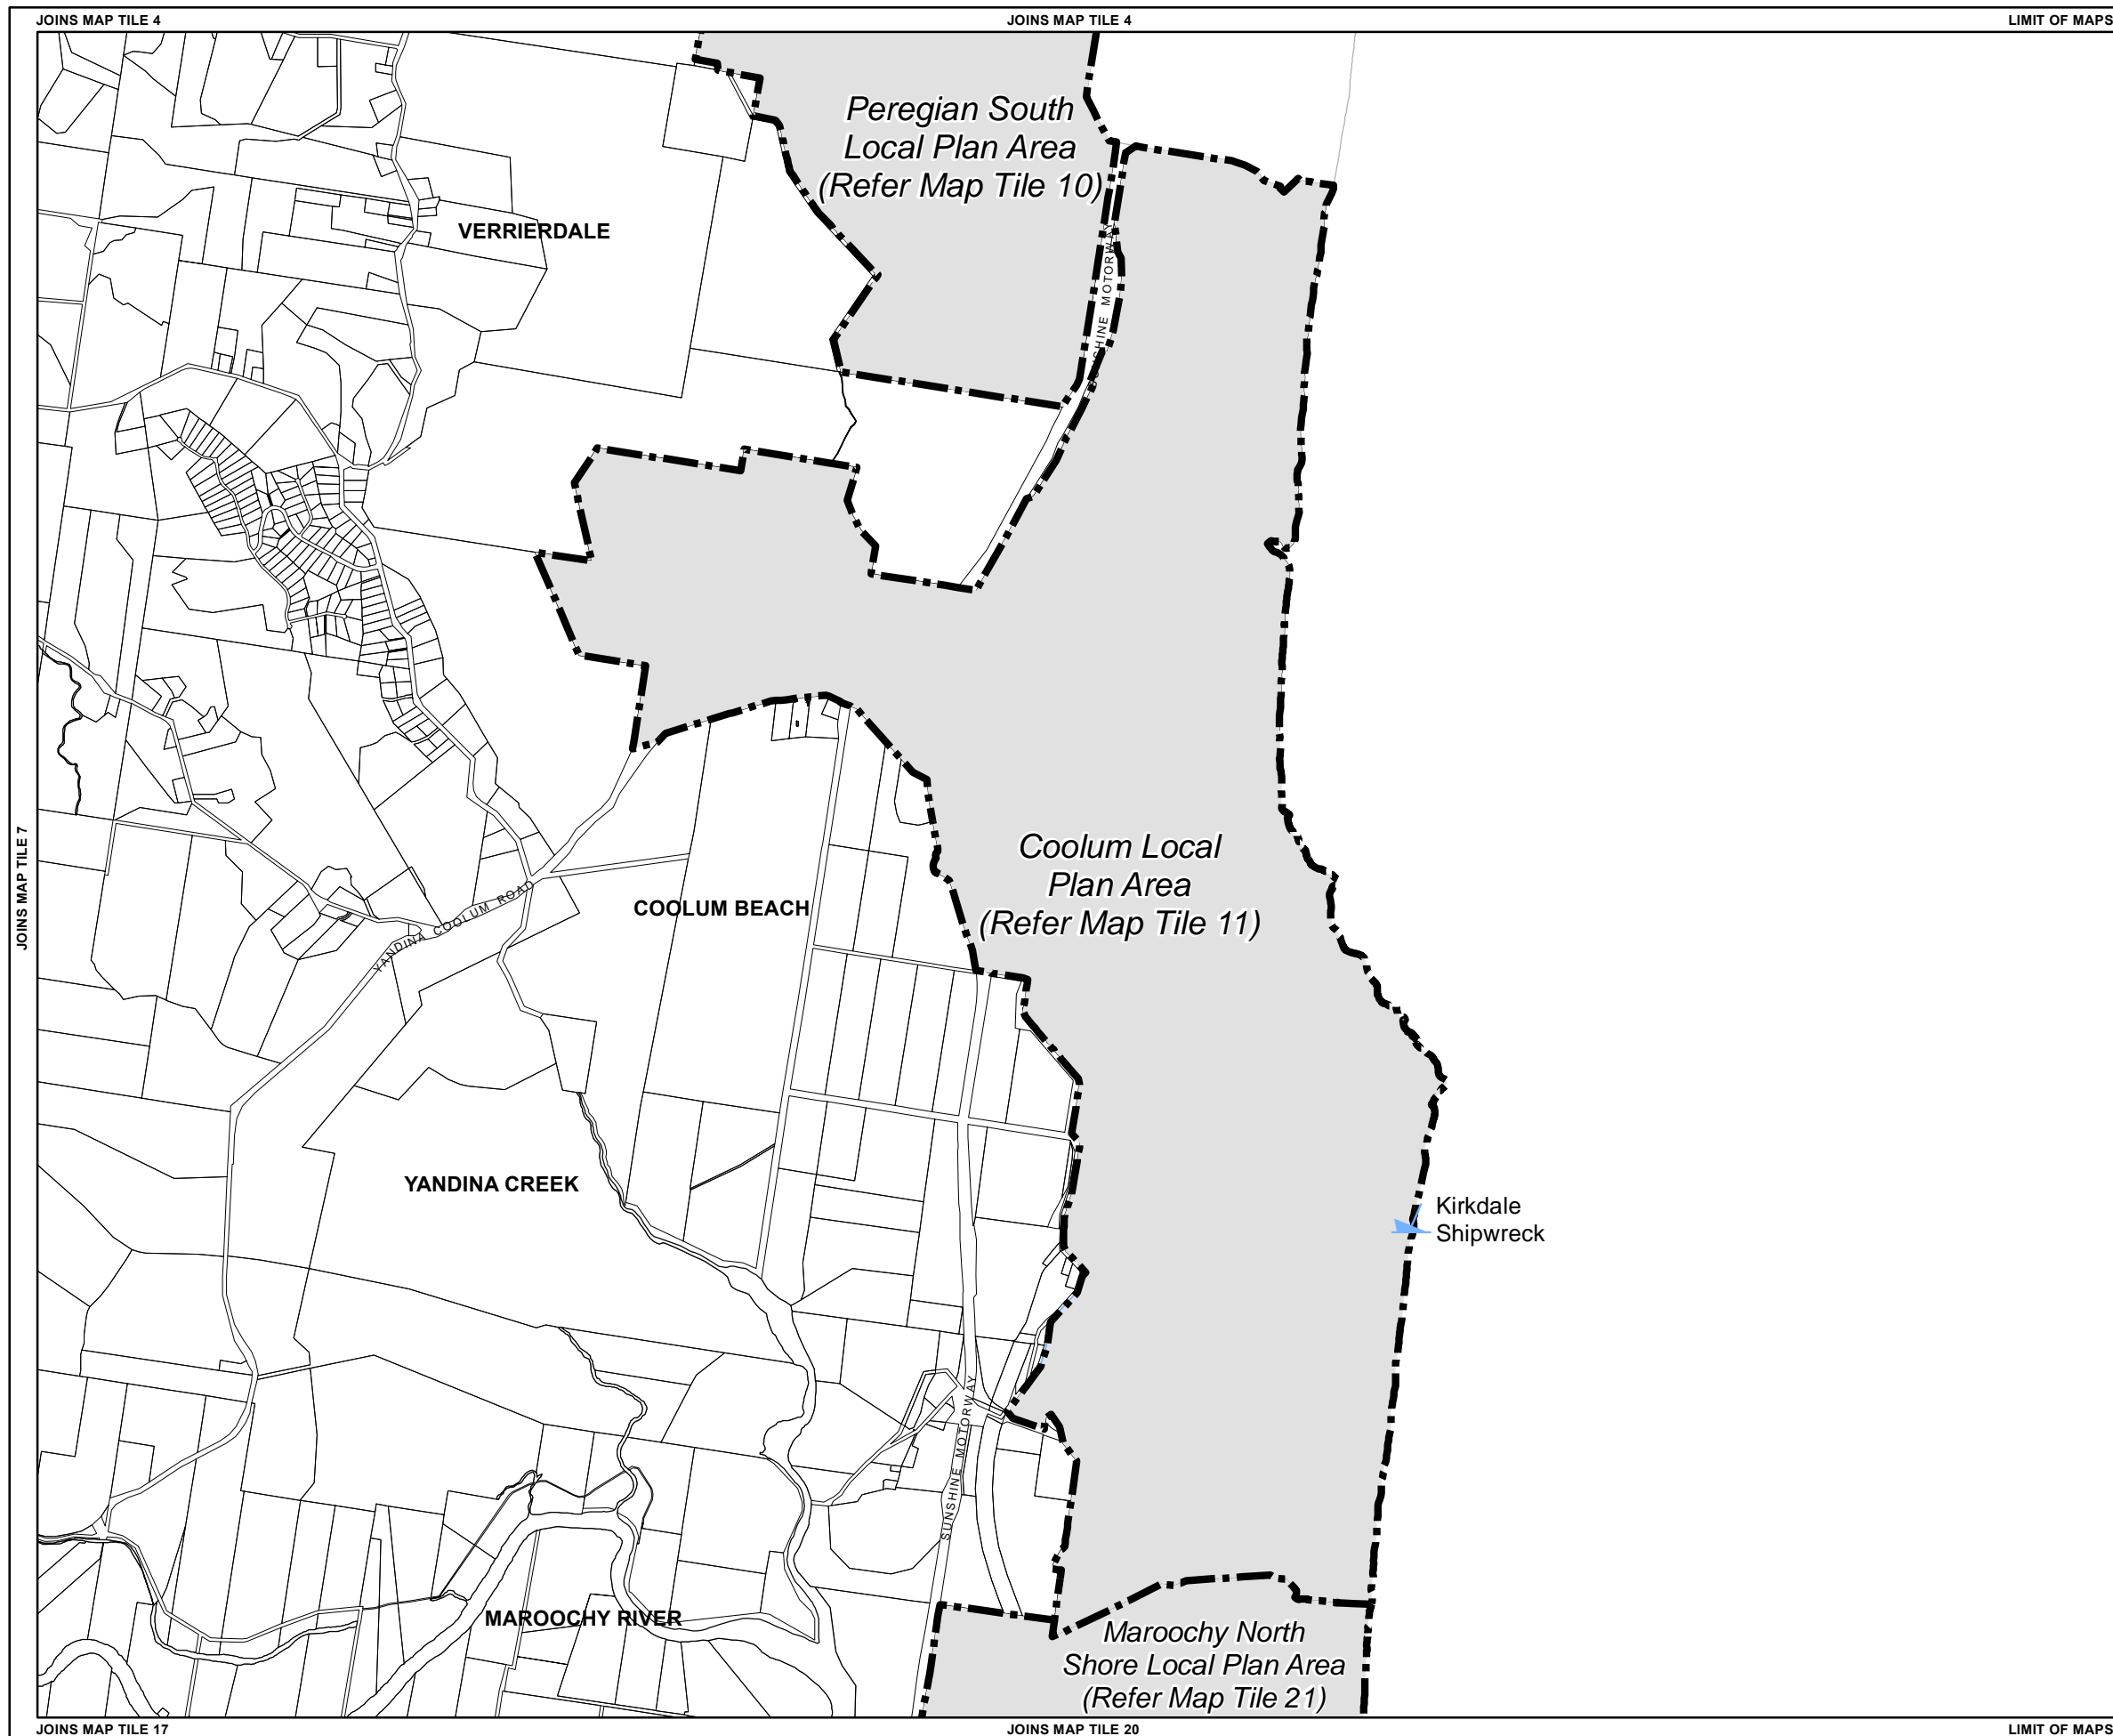 JOINS MAP TILE 4
JOINS MAP TILE 4
LIMIT OF MAPS
Peregian South
Local Plan Area
(Refer Map Tile 10)
VERRIERDALE
SUNSHINE MOTORWAY
JOINS MAP TILE 7
Coolum Local
Plan Area
(Refer Map Tile 11)
COOLUM BEACH
YANDINA COOLUM ROAD
YANDINA CREEK
Kirkdale
Shipwreck
SUNSHINE MOTORWAY
MAROOCHY RIVER
Maroochy North
Shore Local Plan Area
(Refer Map Tile 21)
JOINS MAP TILE 17
JOINS MAP TILE 20
LIMIT OF MAPS